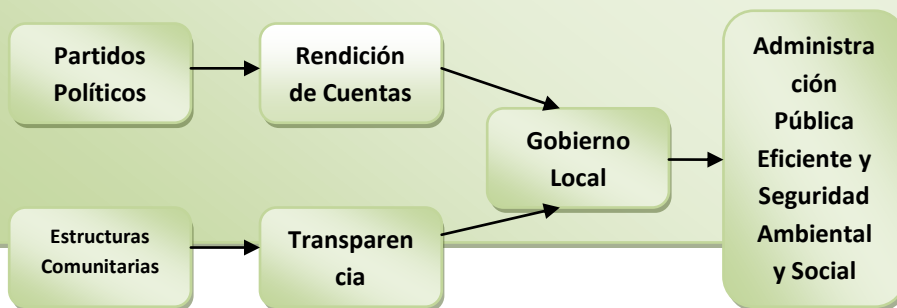 Partidos
Políticos
Rendición
de Cuentas
Estructuras
Comunitarias
Transparen
cia
Gobierno
Local
Administra
ción
Pública
Eficiente y
Seguridad
Ambiental
y Social